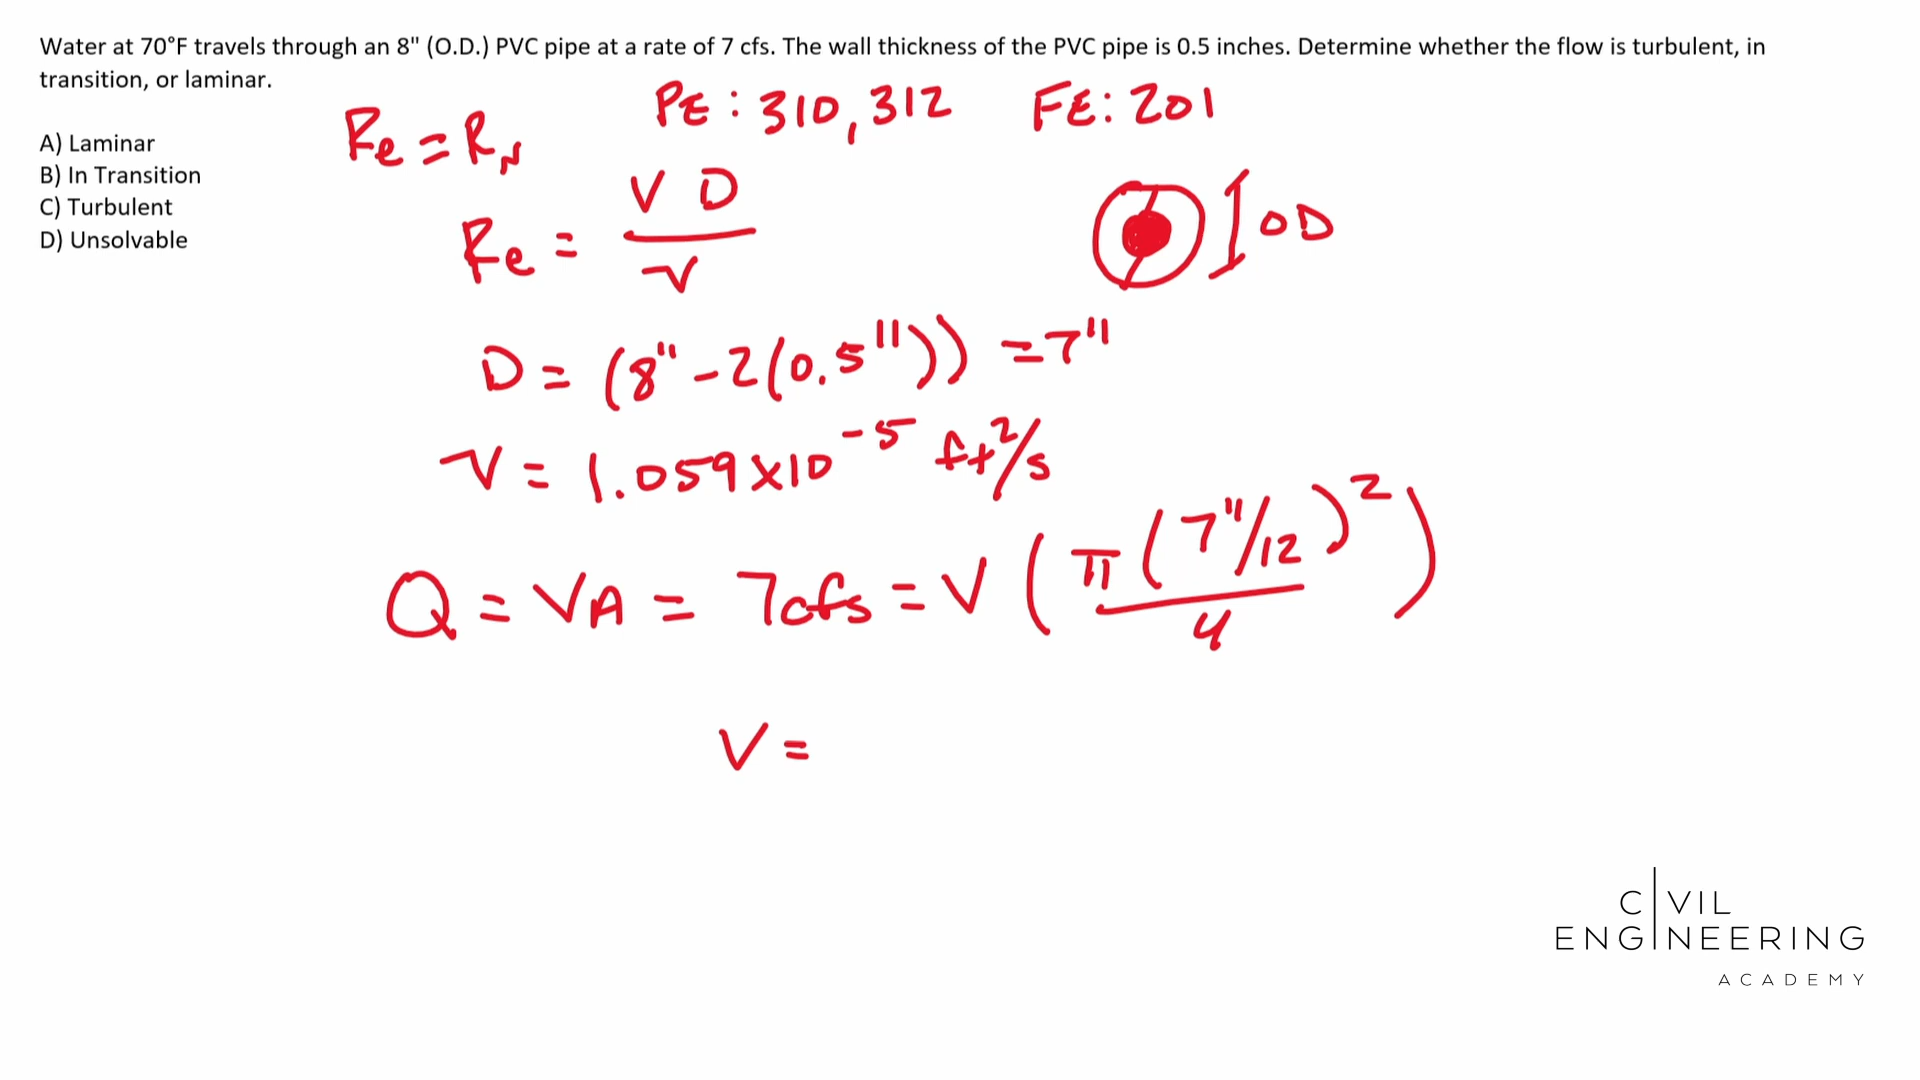 Water at 70°F travels through an 8" (O.D.) PVC pipe at a rate of 7 cfs. The wall thickness of the PVC pipe is 0.5 inches. Determine whether the flow is turbulent, in
transition, or laminar.
PE: 310,312 FE: 201
A) Laminar
B) In Transition
C) Turbulent
D) Unsolvable
Re = RN
Re = VD/ν
OD
D = (8" - 2(0.5")) = 7"
ν = 1.059x10⁻⁵ ft²/s
Q = VA = 7cfs = V (π(7"/12)²/4)
V =
CIVIL
ENGINEERING
ACADEMY